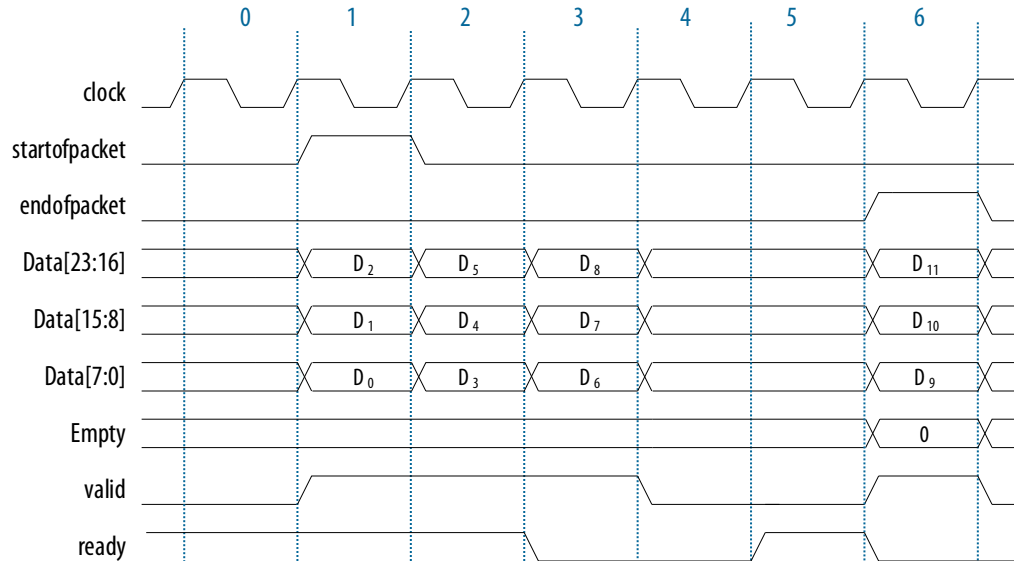 0 1 2 3 4 5 6
clock
startofpacket
endofpacket
Data[23:16] D2 D5 D8 D11
Data[15:8] D1 D4 D7 D10
Data[7:0] D0 D3 D6 D9
Empty 0
valid
ready